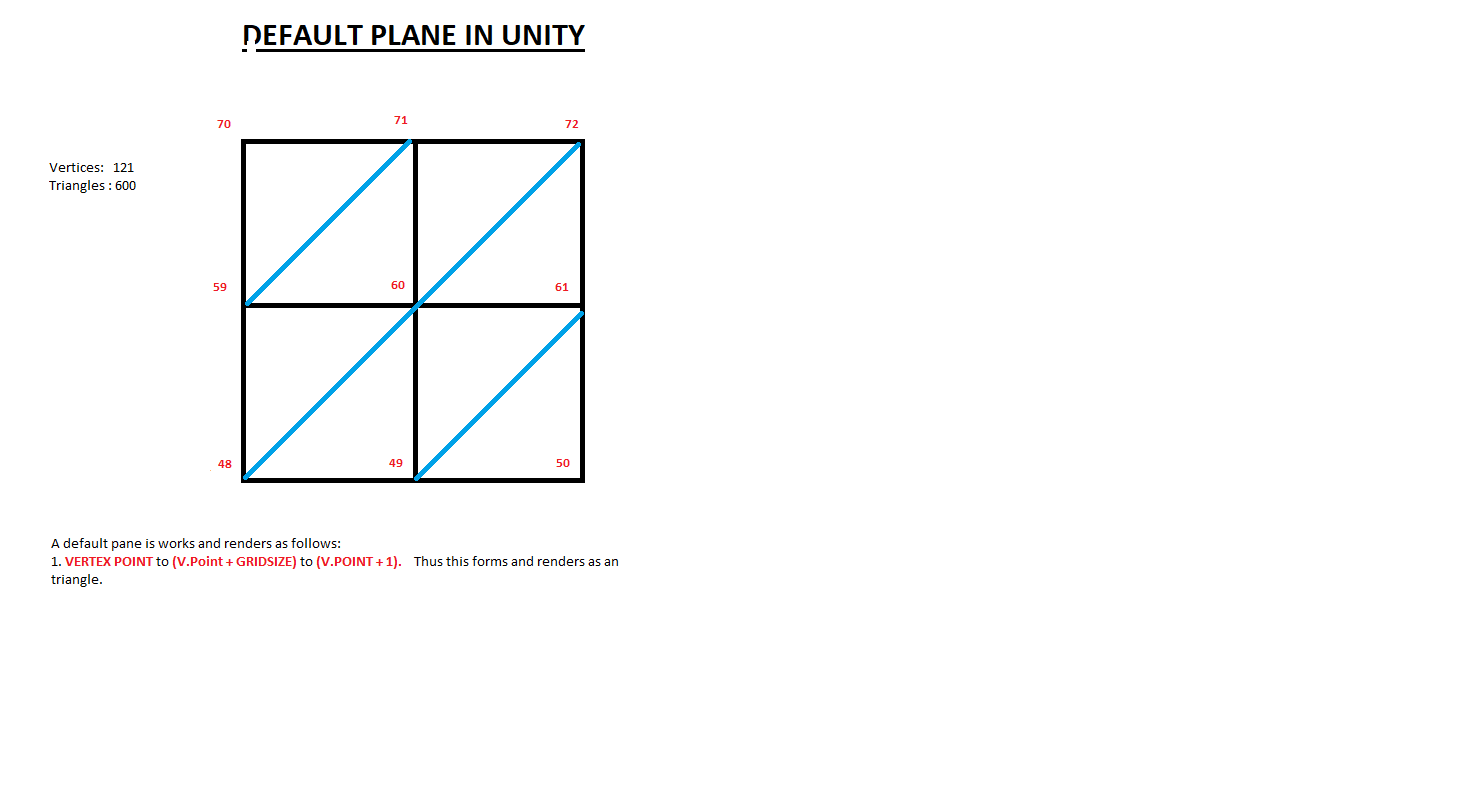 DEFAULT PLANE IN UNITY
70 71 72
Vertices: 121
Triangles : 600
59 60 61
48 49 50
A default pane is works and renders as follows:
1. VERTEX POINT to (V.Point + GRIDSIZE) to (V.POINT + 1). Thus this forms and renders as an
triangle.